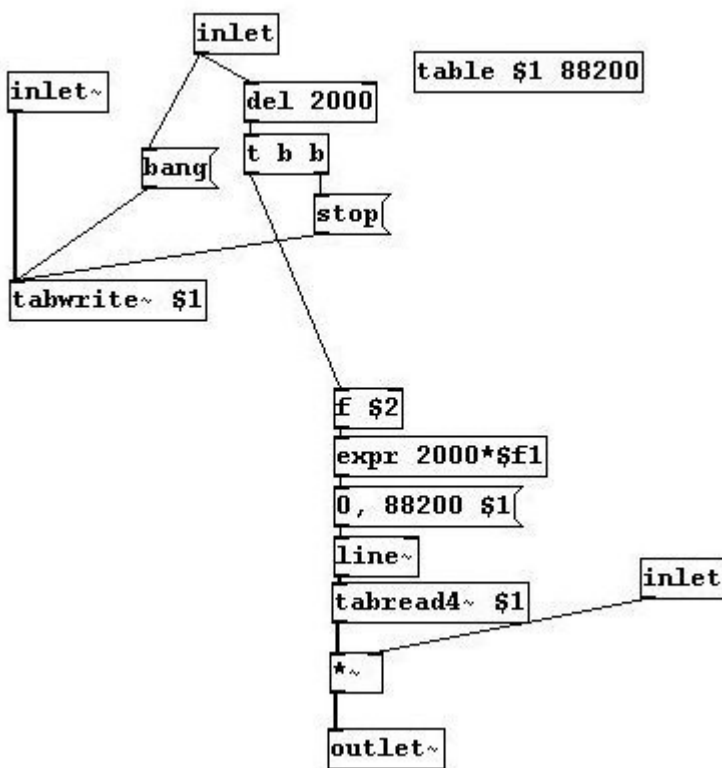 inlet
table $1 88200
inlet~
del 2000
t b b
bang
stop
tabwrite~ $1
f $2
expr 2000*$f1
0, 88200 $1
line~
inlet
tabread4~ $1
*~
outlet~